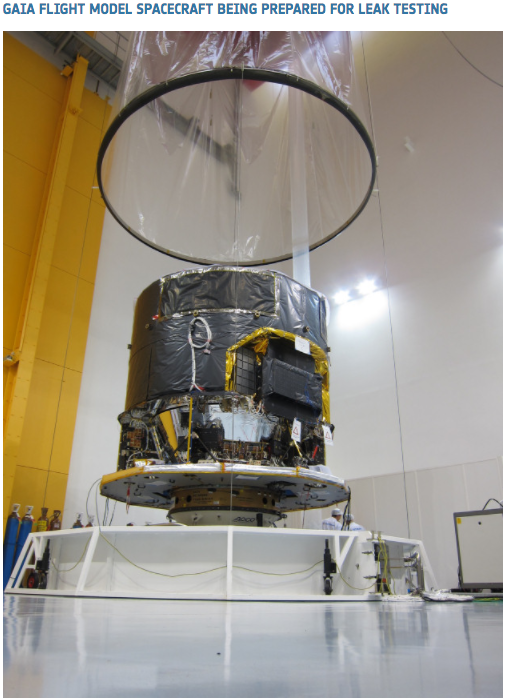 GAIA FLIGHT MODEL SPACECRAFT BEING PREPARED FOR LEAK TESTING